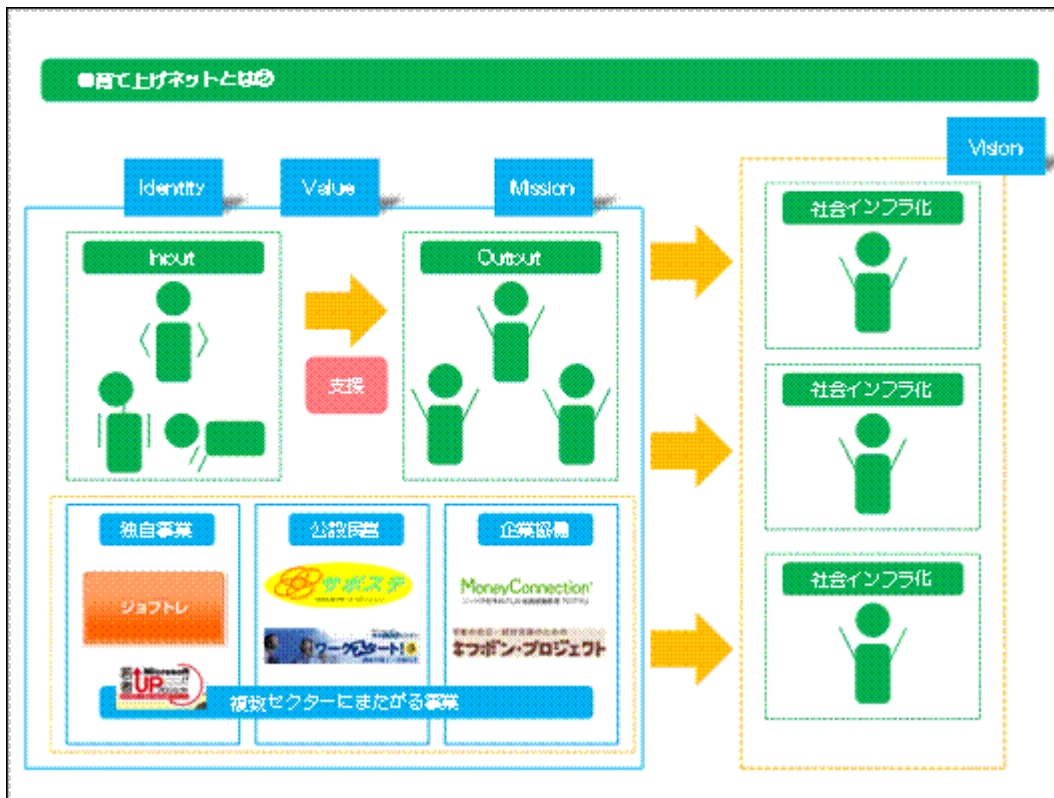 ■育て上げネットとは②
Identity
Value
Mission
Vision
Input
Output
支援
社会インフラ化
社会インフラ化
社会インフラ化
独自事業
公設民営
企業協働
ジョブトレ
サポステ
MoneyConnection
ワークスタート!
Microsoft
UP
ホンプロジェクト
複数セクターにまたがる事業